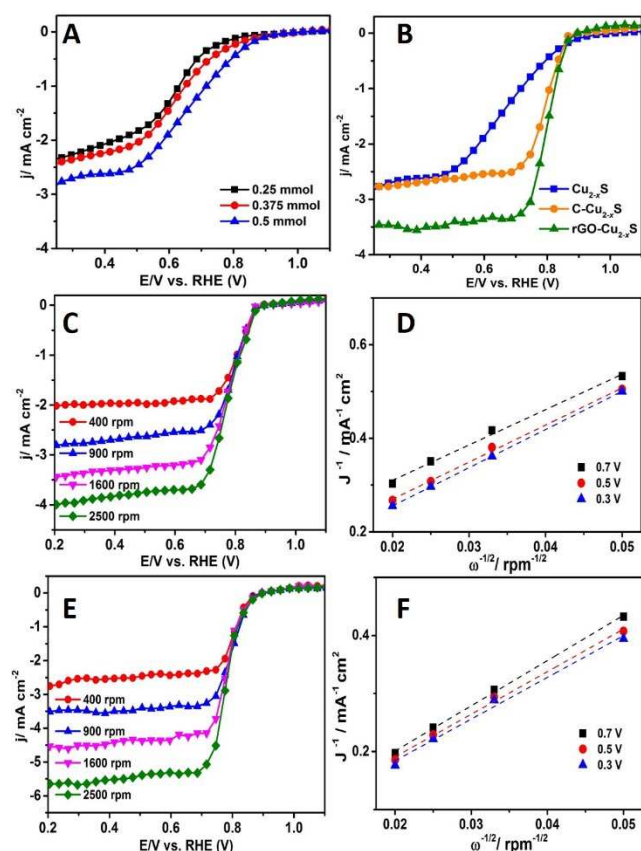 A
j/ mA cm-2
0
-1
-2
-3
-4
0.4 0.6 0.8 1.0
E/V vs. RHE (V)
0.25 mmol
0.375 mmol
0.5 mmol
B
j/ mA cm-2
0
-1
-2
-3
0.4 0.6 0.8 1.0
E/V vs. RHE (V)
Cu2-xS
C-Cu2-xS
rGO-Cu2-xS
C
j/ mA cm-2
0
-1
-2
-3
-4
400 rpm
900 rpm
1600 rpm
2500 rpm
0.2 0.4 0.6 0.8 1.0
E/V vs. RHE (V)
D
J -1 / mA-1 cm2
0.6
0.4
0.2
0.7 V
0.5 V
0.3 V
0.02 0.03 0.04 0.05
ω-1/2/ rpm-1/2
E
j/ mA cm-2
0
-1
-2
-3
-4
-5
-6
400 rpm
900 rpm
1600 rpm
2500 rpm
0.2 0.4 0.6 0.8 1.0
E/V vs. RHE (V)
F
J -1 / mA-1 cm2
0.4
0.2
0.7 V
0.5 V
0.3 V
0.02 0.03 0.04 0.05
ω-1/2/ rpm-1/2